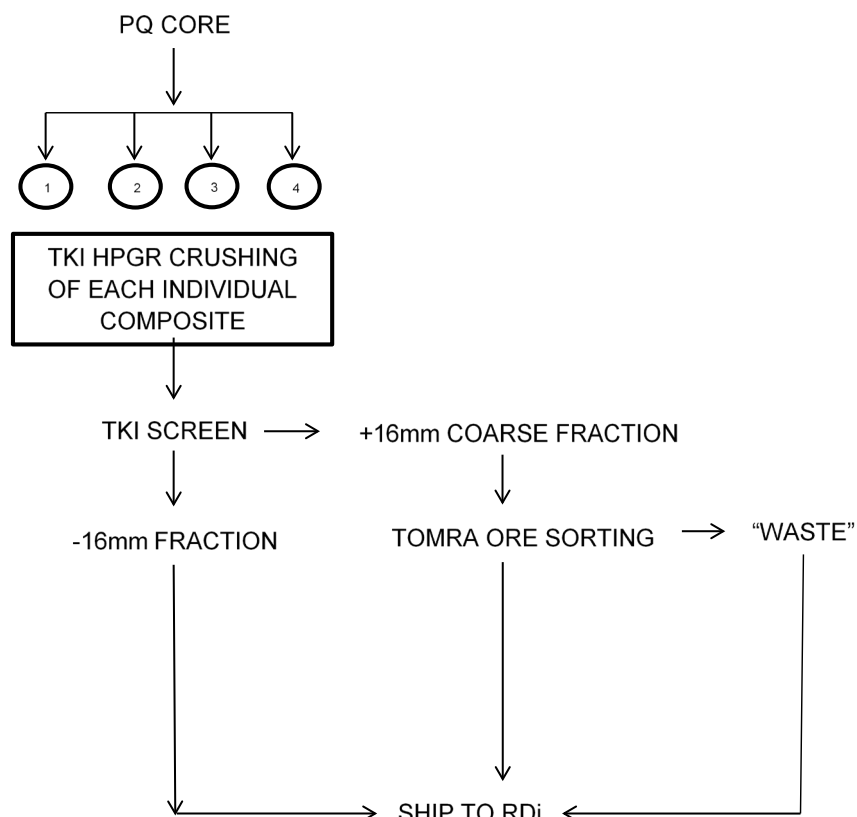 PQ CORE
1 2 3 4
TKI HPGR CRUSHING
OF EACH INDIVIDUAL
COMPOSITE
TKI SCREEN
+16mm COARSE FRACTION
-16mm FRACTION
TOMRA ORE SORTING
“WASTE”
SHIP TO RDi